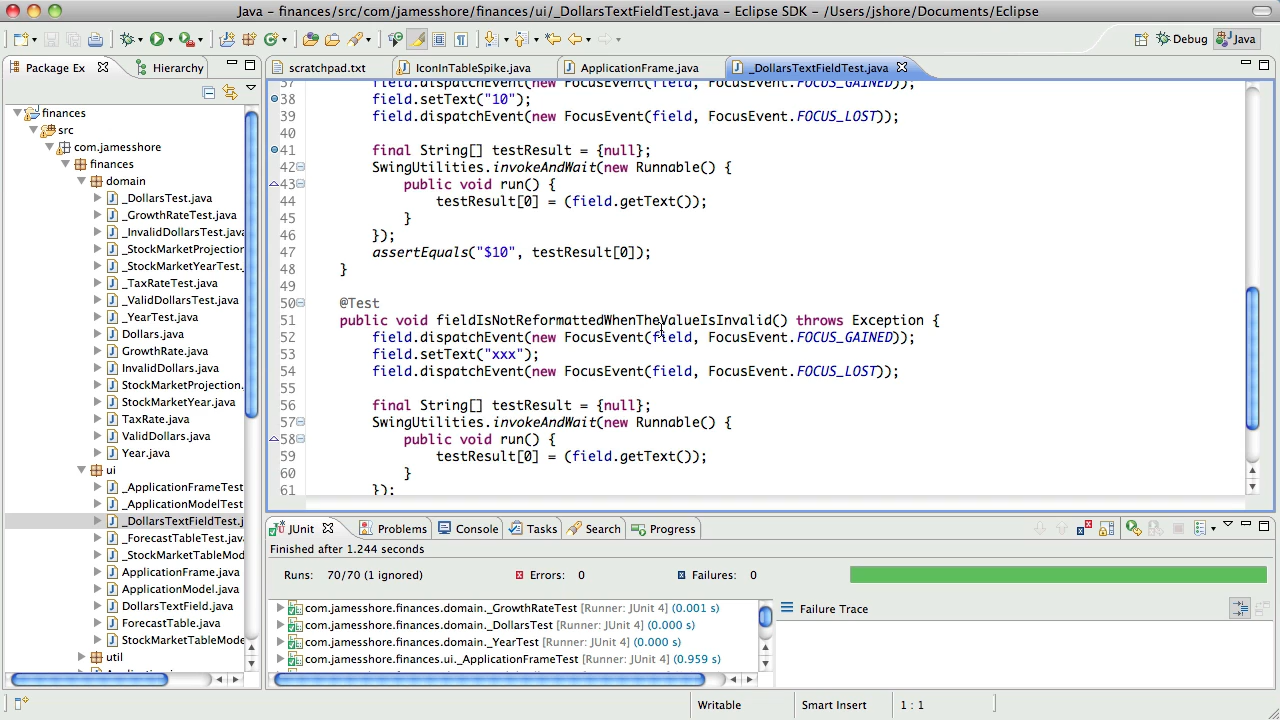 Java - finances/src/com/jamesshore/finances/ui/_DollarsTextFieldTest.java - Eclipse SDK - /Users/jshore/Documents/Eclipse
Debug
Java
Package Ex
Hierarchy
scratchpad.txt
IconInTableSpike.java
ApplicationFrame.java
_DollarsTextFieldTest.java
finances
src
com.jamesshore
finances
domain
_DollarsTest.java
_GrowthRateTest.java
_InvalidDollarsTest.java
_StockMarketProjection
_StockMarketYearTest.
_TaxRateTest.java
_ValidDollarsTest.java
_YearTest.java
Dollars.java
GrowthRate.java
InvalidDollars.java
StockMarketProjection.
StockMarketYear.java
TaxRate.java
ValidDollars.java
Year.java
ui
_ApplicationFrameTest
_ApplicationModelTest
_DollarsTextFieldTest.j
_ForecastTableTest.java
_StockMarketTableMod
ApplicationFrame.java
ApplicationModel.java
DollarsTextField.java
ForecastTable.java
StockMarketTableMode
util
37 field.dispatchEvent(new FocusEvent(field, FocusEvent.FOCUS_GAINED));
38 field.setText("10");
39 field.dispatchEvent(new FocusEvent(field, FocusEvent.FOCUS_LOST));
40
41 final String[] testResult = {null};
42 SwingUtilities.invokeAndWait(new Runnable() {
43 public void run() {
44 testResult[0] = (field.getText());
45 }
46 });
47 assertEquals("$10", testResult[0]);
48 }
49
50 @Test
51 public void fieldIsNotReformattedWhenTheValueIsInvalid() throws Exception {
52 field.dispatchEvent(new FocusEvent(field, FocusEvent.FOCUS_GAINED));
53 field.setText("xxx");
54 field.dispatchEvent(new FocusEvent(field, FocusEvent.FOCUS_LOST));
55
56 final String[] testResult = {null};
57 SwingUtilities.invokeAndWait(new Runnable() {
58 public void run() {
59 testResult[0] = (field.getText());
60 }
61 });
JUnit
Problems
Console
Tasks
Search
Progress
Finished after 1.244 seconds
Runs: 70/70 (1 ignored)
Errors: 0
Failures: 0
com.jamesshore.finances.domain._GrowthRateTest [Runner: JUnit 4] (0.001 s)
com.jamesshore.finances.domain._DollarsTest [Runner: JUnit 4] (0.000 s)
com.jamesshore.finances.domain._YearTest [Runner: JUnit 4] (0.000 s)
com.jamesshore.finances.ui._ApplicationFrameTest [Runner: JUnit 4] (0.959 s)
Failure Trace
Writable
Smart Insert
1 : 1